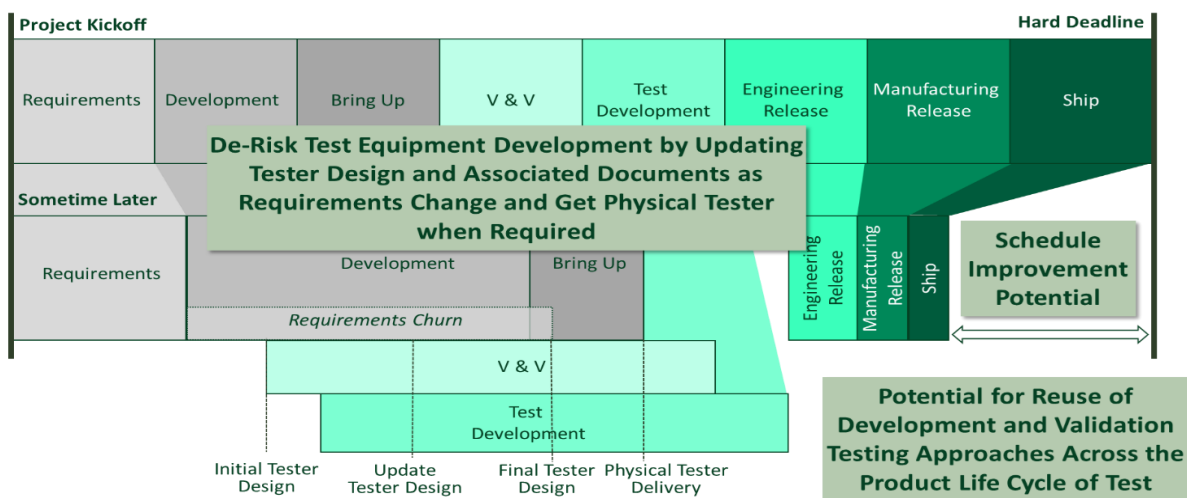 Project Kickoff
Hard Deadline
Requirements
Development
Bring Up
V & V
Test
Development
Engineering
Release
Manufacturing
Release
Ship
De-Risk Test Equipment Development by Updating
Tester Design and Associated Documents as
Requirements Change and Get Physical Tester
when Required
Sometime Later
Requirements
Development
Bring Up
Engineering
Release
Manufacturing
Release
Ship
Schedule
Improvement
Potential
Requirements Churn
V & V
Test
Development
Initial Tester
Design
Update
Tester Design
Final Tester
Design
Physical Tester
Delivery
Potential for Reuse of
Development and Validation
Testing Approaches Across the
Product Life Cycle of Test